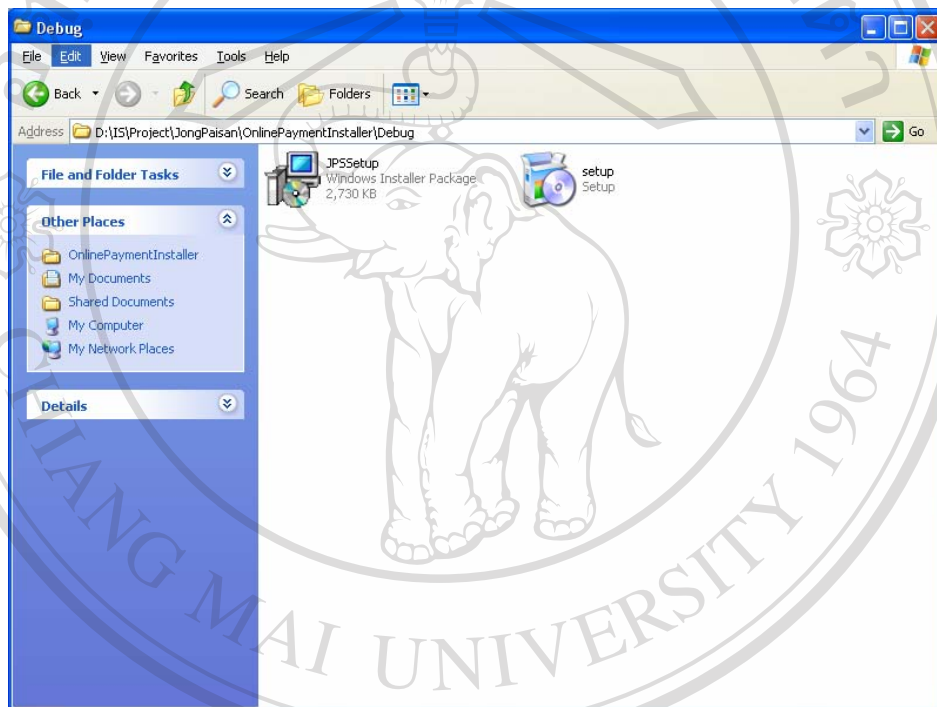 Debug
File Edit View Favorites Tools Help
Back Search Folders
Address D:\IS\Project\JongPaisan\OnlinePaymentInstaller\Debug Go
File and Folder Tasks
Other Places
OnlinePaymentInstaller
My Documents
Shared Documents
My Computer
My Network Places
Details
JPSSetup
Windows Installer Package
2,730 KB
setup
Setup
CHIANG MAI UNIVERSITY 1964